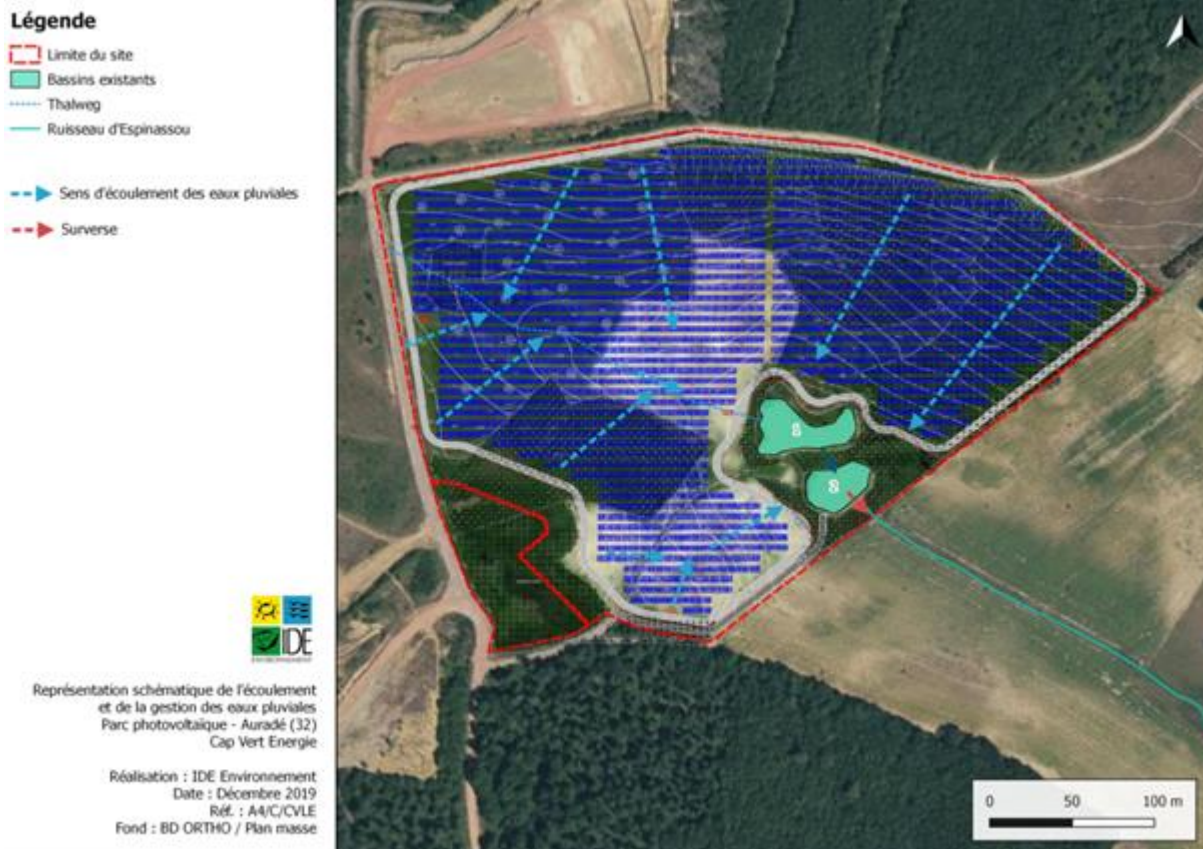 Légende
Limite du site
Bassins existants
Thalweg
Ruisseau d'Espinassou
Sens d'écoulement des eaux pluviales
Surverse
IDE
ENVIRONNEMENT
Représentation schématique de l'écoulement
et de la gestion des eaux pluviales
Parc photovoltaïque - Auradé (32)
Cap Vert Energie
Réalisation : IDE Environnement
Date : Décembre 2019
Réf. : A4/C/CVLE
Fond : BD ORTHO / Plan masse
0 50 100 m